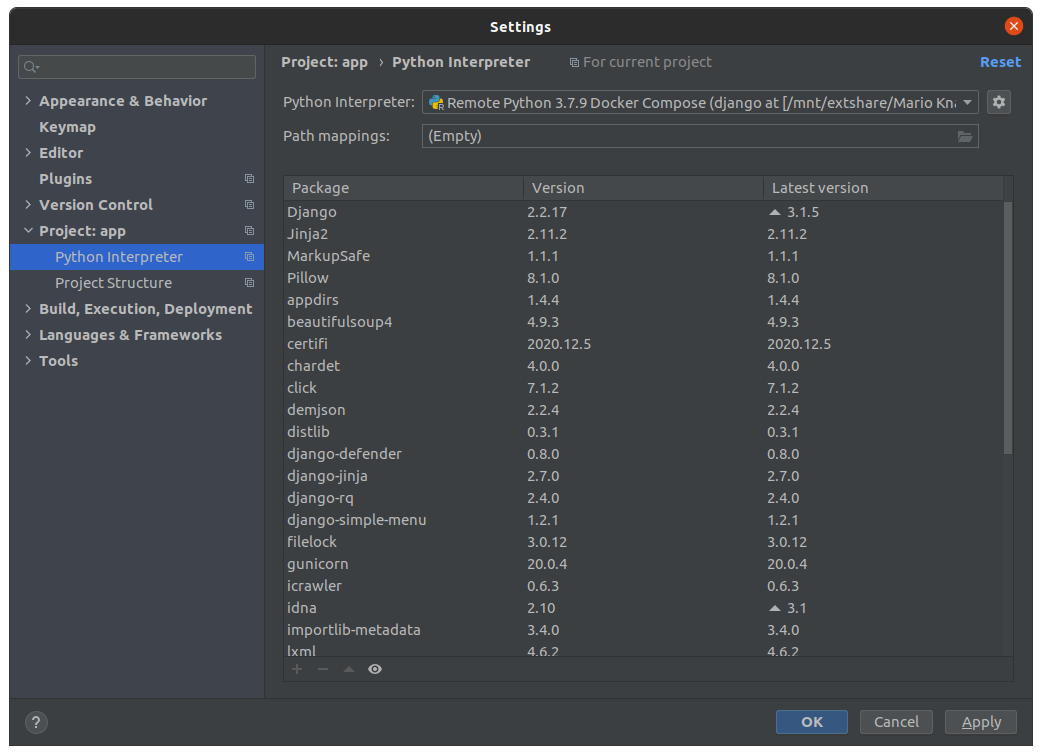 Settings
Project: app › Python Interpreter For current project Reset
Appearance & Behavior
Keymap
Editor
Plugins
Version Control
Project: app
Python Interpreter
Project Structure
Build, Execution, Deployment
Languages & Frameworks
Tools
Python Interpreter: Remote Python 3.7.9 Docker Compose (django at [/mnt/extshare/Mario Kna
Path mappings: (Empty)
Package Version Latest version
Django 2.2.17 3.1.5
Jinja2 2.11.2 2.11.2
MarkupSafe 1.1.1 1.1.1
Pillow 8.1.0 8.1.0
appdirs 1.4.4 1.4.4
beautifulsoup4 4.9.3 4.9.3
certifi 2020.12.5 2020.12.5
chardet 4.0.0 4.0.0
click 7.1.2 7.1.2
demjson 2.2.4 2.2.4
distlib 0.3.1 0.3.1
django-defender 0.8.0 0.8.0
django-jinja 2.7.0 2.7.0
django-rq 2.4.0 2.4.0
django-simple-menu 1.2.1 1.2.1
filelock 3.0.12 3.0.12
gunicorn 20.0.4 20.0.4
icrawler 0.6.3 0.6.3
idna 2.10 3.1
importlib-metadata 3.4.0 3.4.0
lxml 4.6.2 4.6.2
? OK Cancel Apply